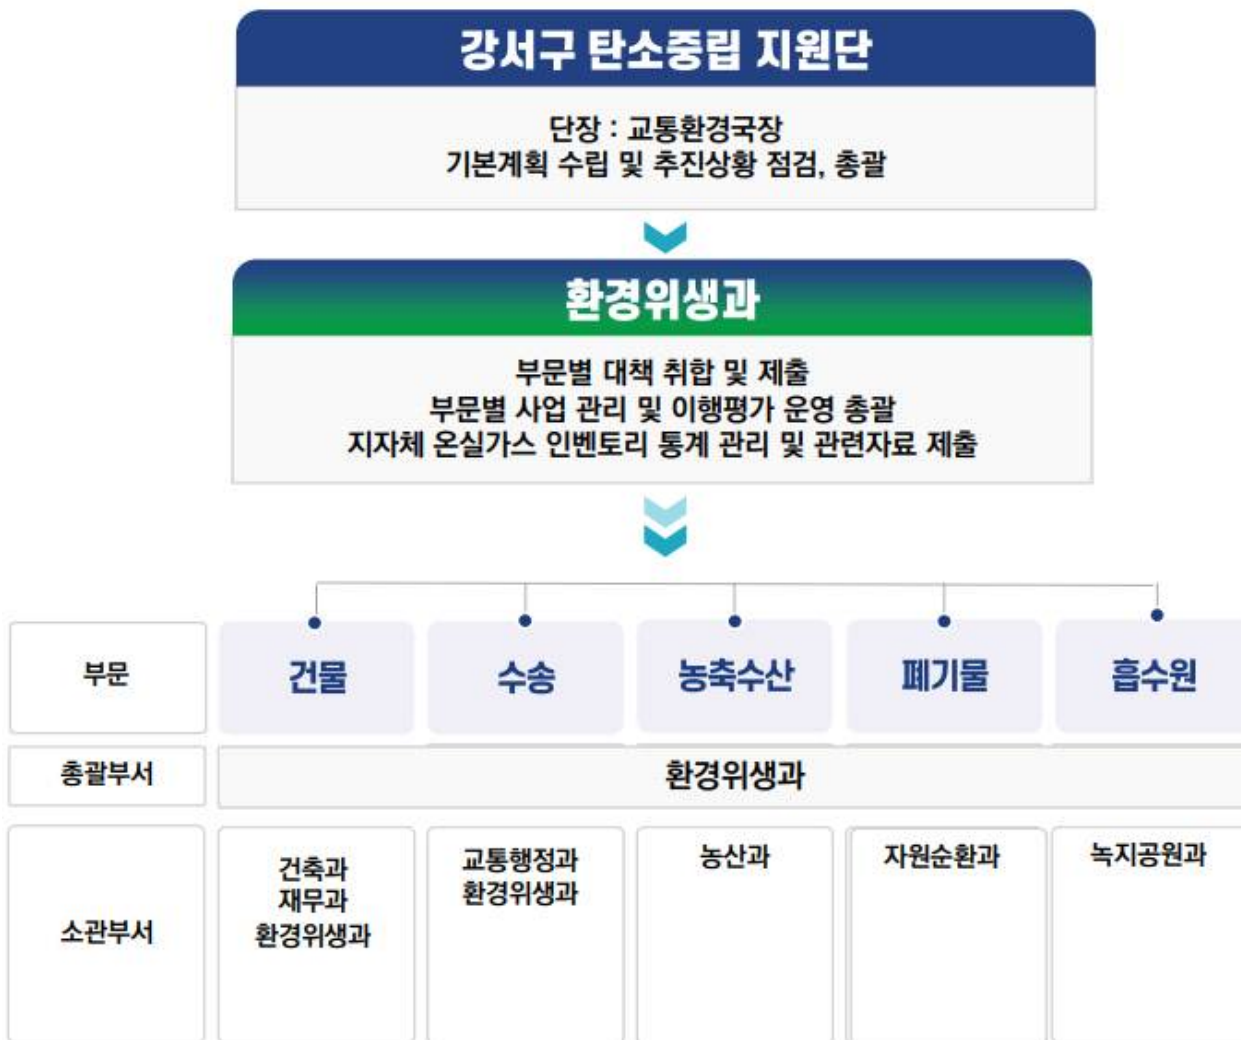 강서구 탄소중립 지원단
단장 : 교통환경국장
기본계획 수립 및 추진상황 점검, 총괄
환경위생과
부문별 대책 취합 및 제출
부문별 사업 관리 및 이행평가 운영 총괄
지자체 온실가스 인벤토리 통계 관리 및 관련자료 제출
부문
건물
수송
농축수산
폐기물
흡수원
총괄부서
환경위생과
소관부서
건축과
재무과
환경위생과
교통행정과
환경위생과
농산과
자원순환과
녹지공원과